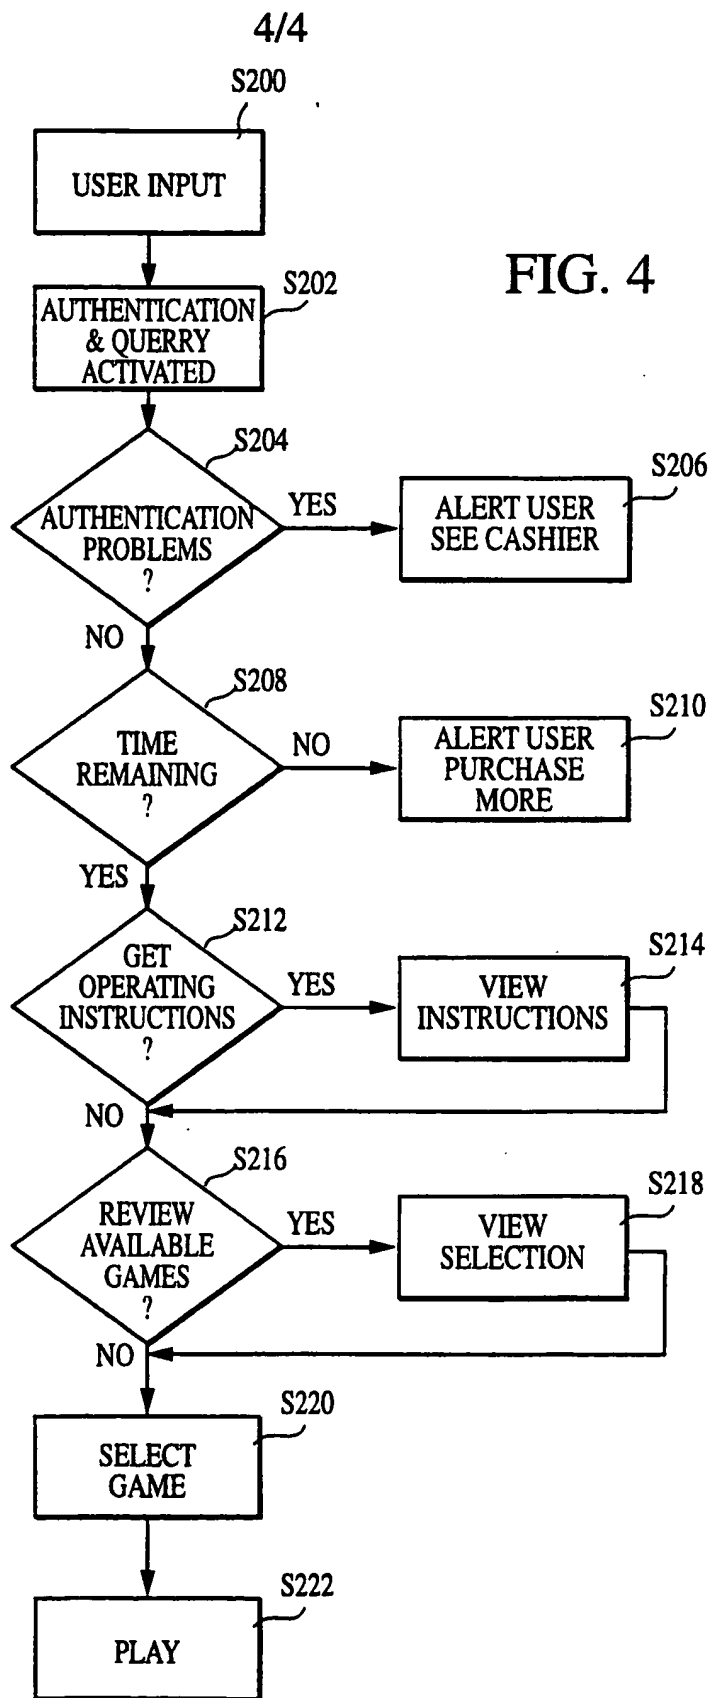 4/4
S200
USER INPUT
FIG. 4
S202
AUTHENTICATION
& QUERRY
ACTIVATED
S204
AUTHENTICATION
PROBLEMS
?
YES
S206
ALERT USER
SEE CASHIER
NO
S208
TIME
REMAINING
?
NO
S210
ALERT USER
PURCHASE
MORE
YES
S212
GET
OPERATING
INSTRUCTIONS
?
YES
S214
VIEW
INSTRUCTIONS
NO
S216
REVIEW
AVAILABLE
GAMES
?
YES
S218
VIEW
SELECTION
NO
S220
SELECT
GAME
S222
PLAY